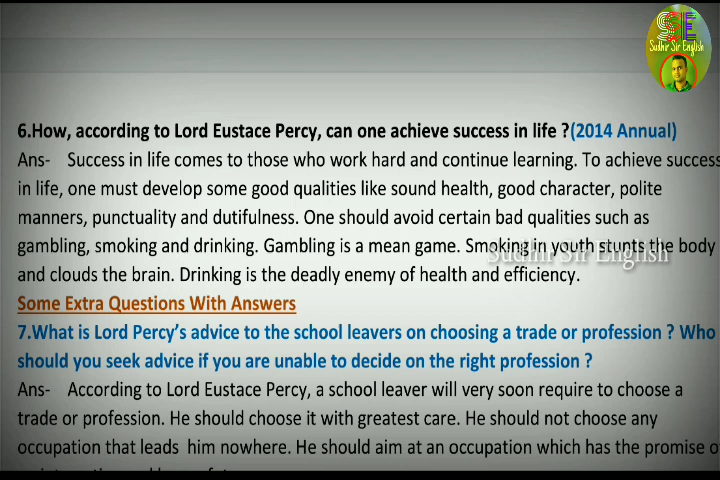 SE
Sudhir Sir English
6.How, according to Lord Eustace Percy, can one achieve success in life ?(2014 Annual)
Ans- Success in life comes to those who work hard and continue learning. To achieve success
in life, one must develop some good qualities like sound health, good character, polite
manners, punctuality and dutifulness. One should avoid certain bad qualities such as
gambling, smoking and drinking. Gambling is a mean game. Smoking in youth stunts the body
Sudhir Sir English
and clouds the brain. Drinking is the deadly enemy of health and efficiency.
Some Extra Questions With Answers
7.What is Lord Percy's advice to the school leavers on choosing a trade or profession ? Who
should you seek advice if you are unable to decide on the right profession ?
Ans- According to Lord Eustace Percy, a school leaver will very soon require to choose a
trade or profession. He should choose it with greatest care. He should not choose any
occupation that leads him nowhere. He should aim at an occupation which has the promise of